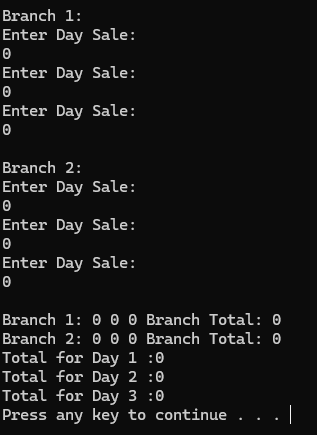 Branch 1:
Enter Day Sale:
0
Enter Day Sale:
0
Enter Day Sale:
0

Branch 2:
Enter Day Sale:
0
Enter Day Sale:
0
Enter Day Sale:
0

Branch 1: 0 0 0 Branch Total: 0
Branch 2: 0 0 0 Branch Total: 0
Total for Day 1 :0
Total for Day 2 :0
Total for Day 3 :0
Press any key to continue . . .